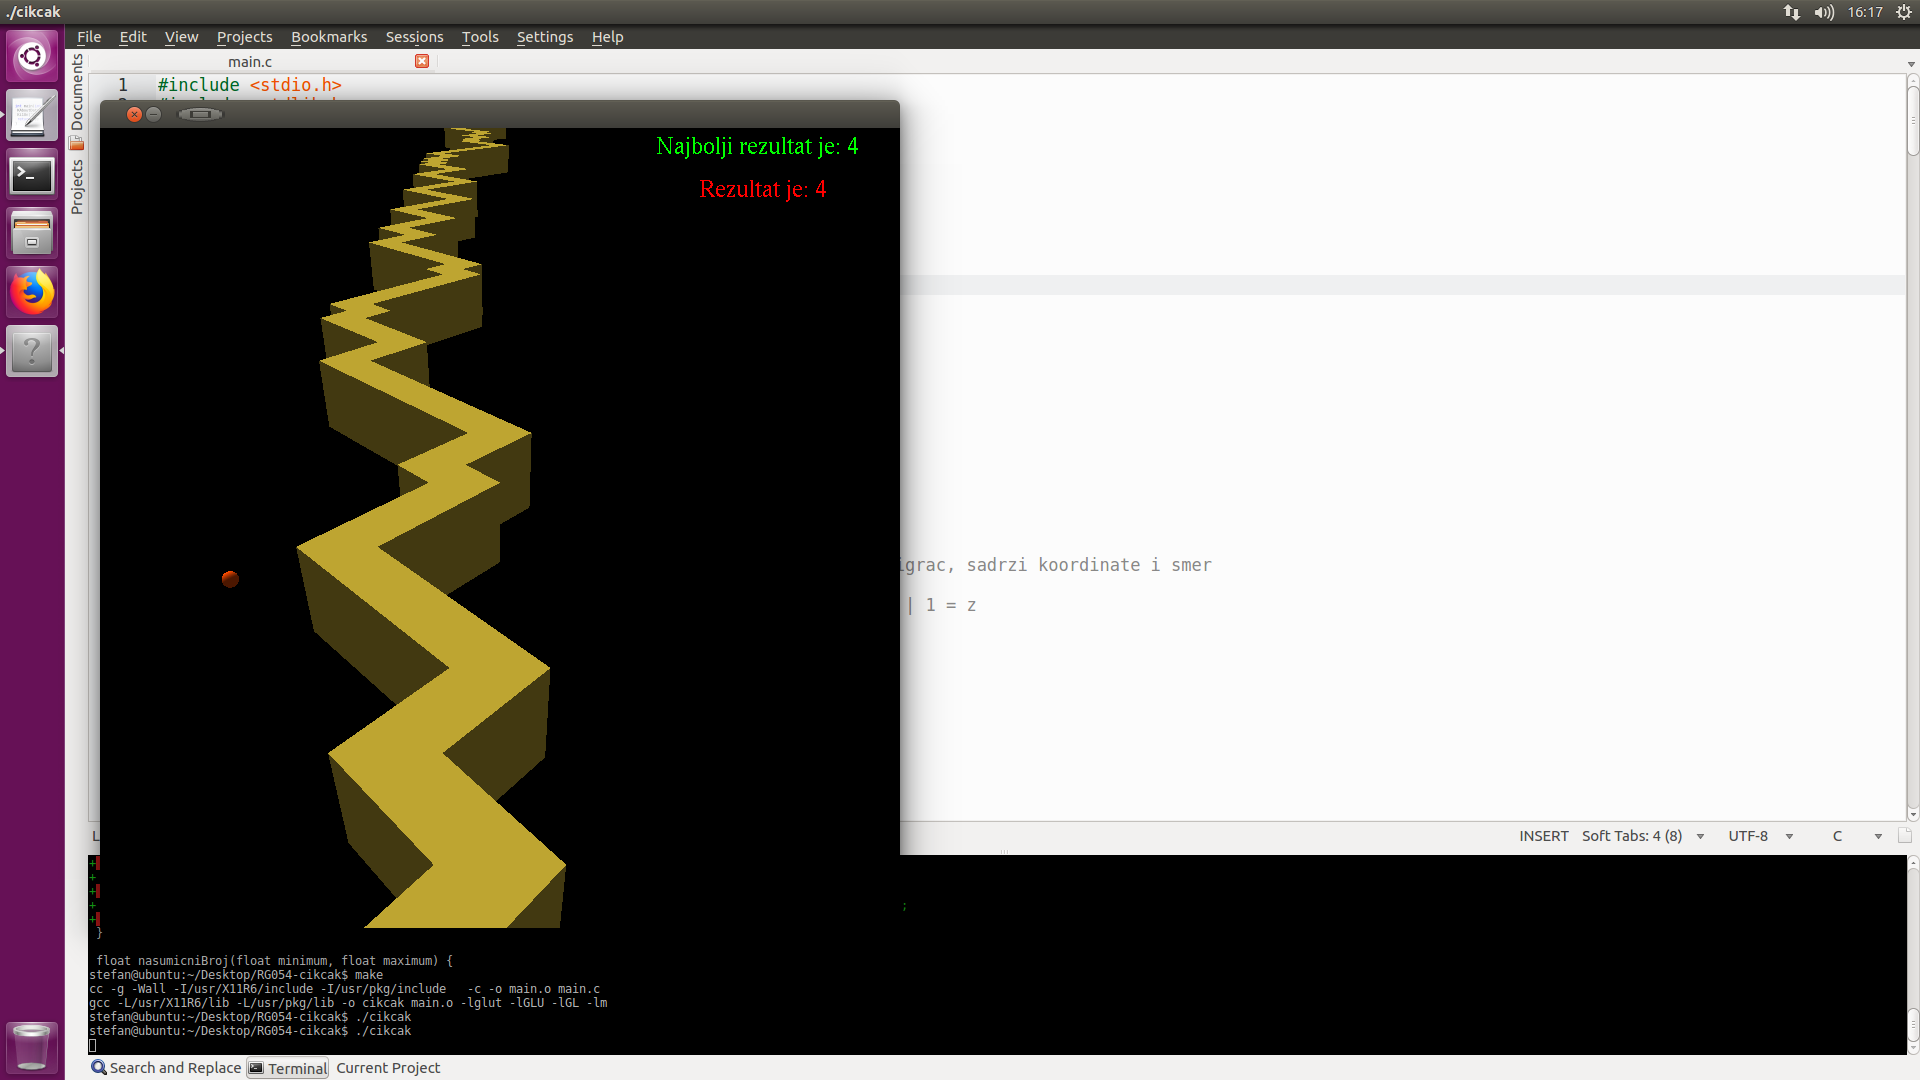 ./cikcak
16:17
File Edit View Projects Bookmarks Sessions Tools Settings Help
Documents
Projects
main.c
1 #include <stdio.h>
Najbolji rezultat je: 4
Rezultat je: 4
igrac, sadrzi koordinate i smer
| 1 = z
L
INSERT Soft Tabs: 4 (8) UTF-8 C
+
+
+
+ ;
+
}
float nasumicniBroj(float minimum, float maximum) {
stefan@ubuntu:~/Desktop/RG054-cikcak$ make
cc -g -Wall -I/usr/X11R6/include -I/usr/pkg/include -c -o main.o main.c
gcc -L/usr/X11R6/lib -L/usr/pkg/lib -o cikcak main.o -lglut -lGLU -lGL -lm
stefan@ubuntu:~/Desktop/RG054-cikcak$ ./cikcak
stefan@ubuntu:~/Desktop/RG054-cikcak$ ./cikcak
Search and Replace Terminal Current Project